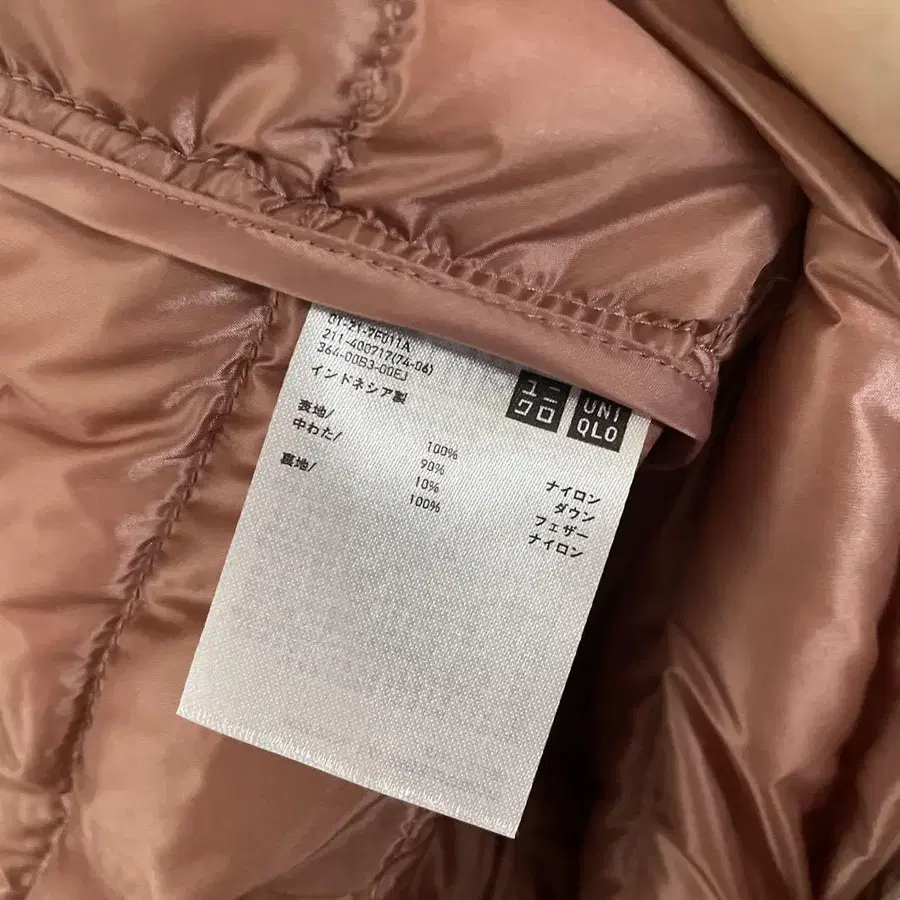 211-400717(74-06)
364-00B3-00EJ
インドネシア製
ユニ
クロ
UNI
QLO
表地/ 100% ナイロン
中わた/ 90% ダウン
10% フェザー
裏地/ 100% ナイロン